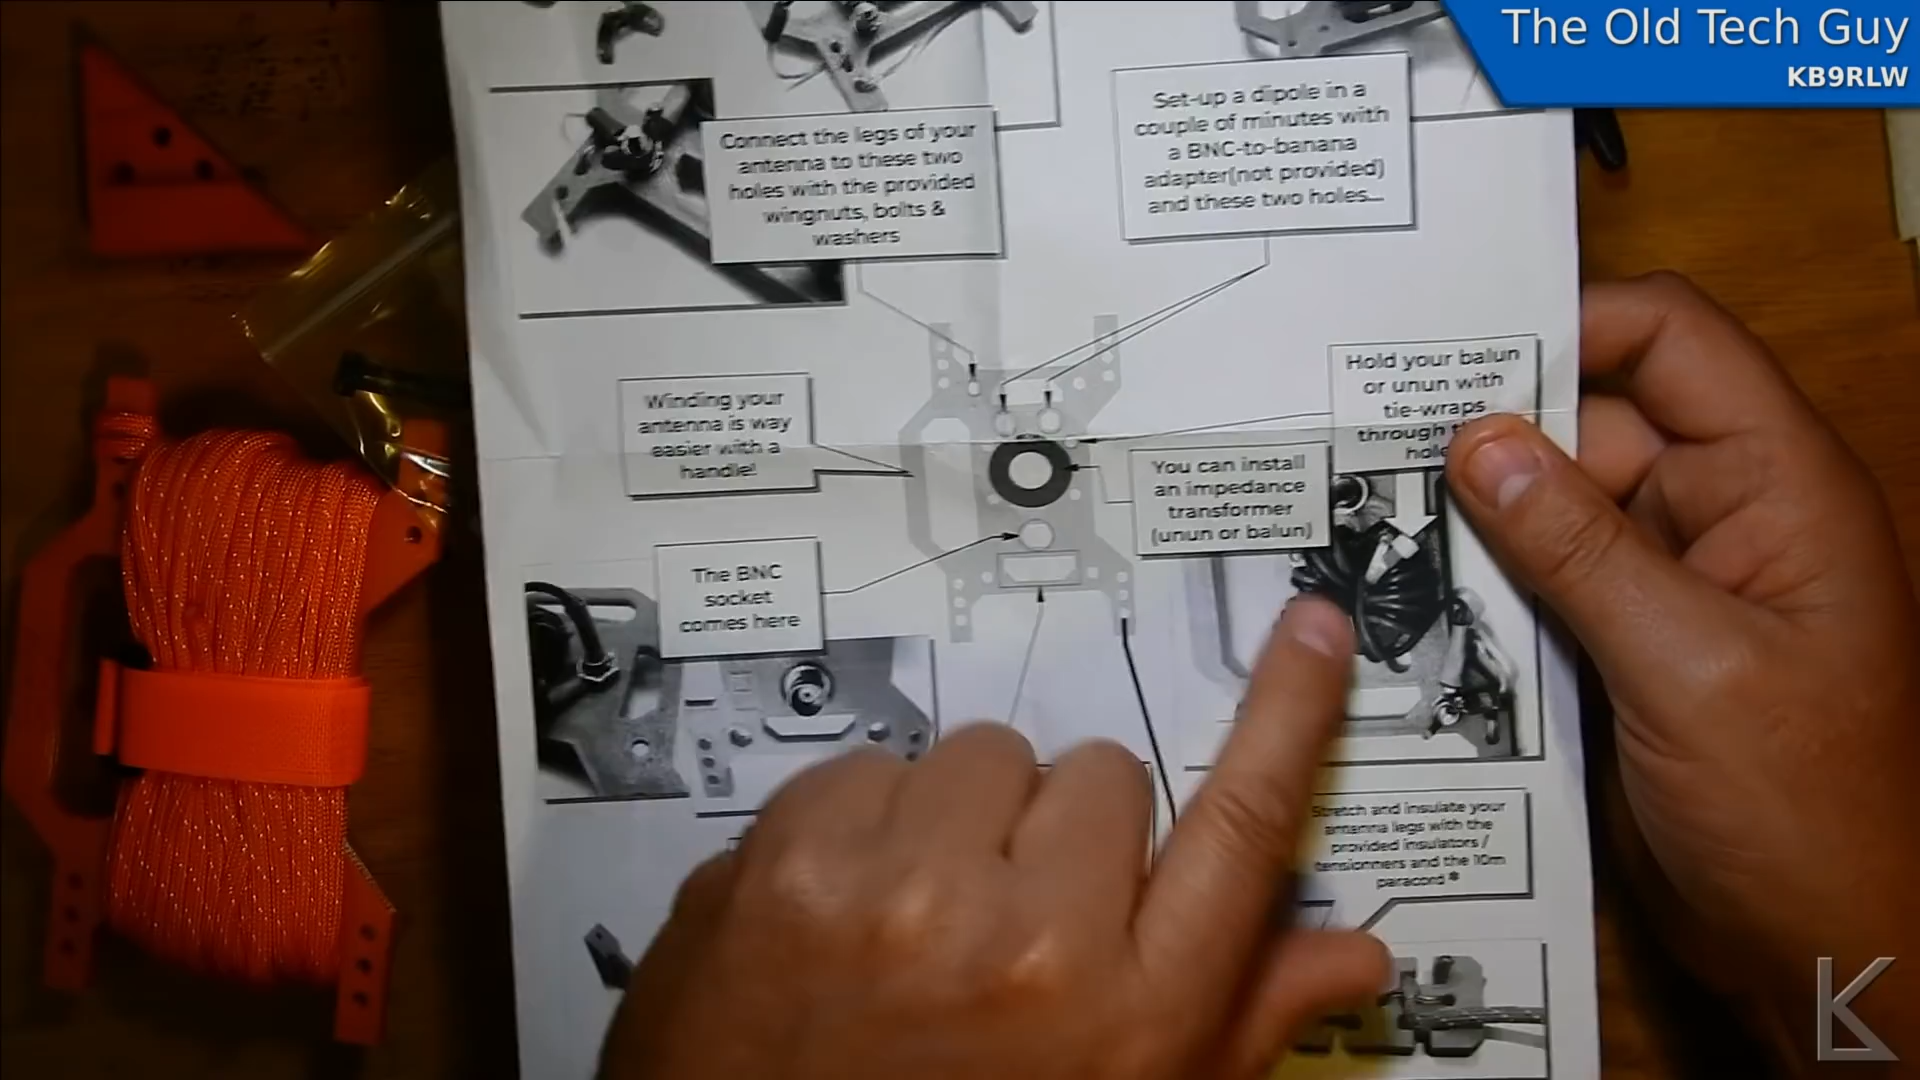 The Old Tech Guy
KB9RLW
Connect the legs of your
antenna to these two
holes with the provided
wingnuts, bolts &
washers
Set-up a dipole in a
couple of minutes with
a BNC-to-banana
adapter(not provided)
and these two holes...
Winding your
antenna is way
easier with a
handle!
Hold your balun
or unun with
tie-wraps
through
You can install
an impedance
transformer
(unun or balun)
The BNC
socket
comes here
Stretch and insulate your
antenna legs with the
provided insulators /
tensionners and the 10m
paracord *
K